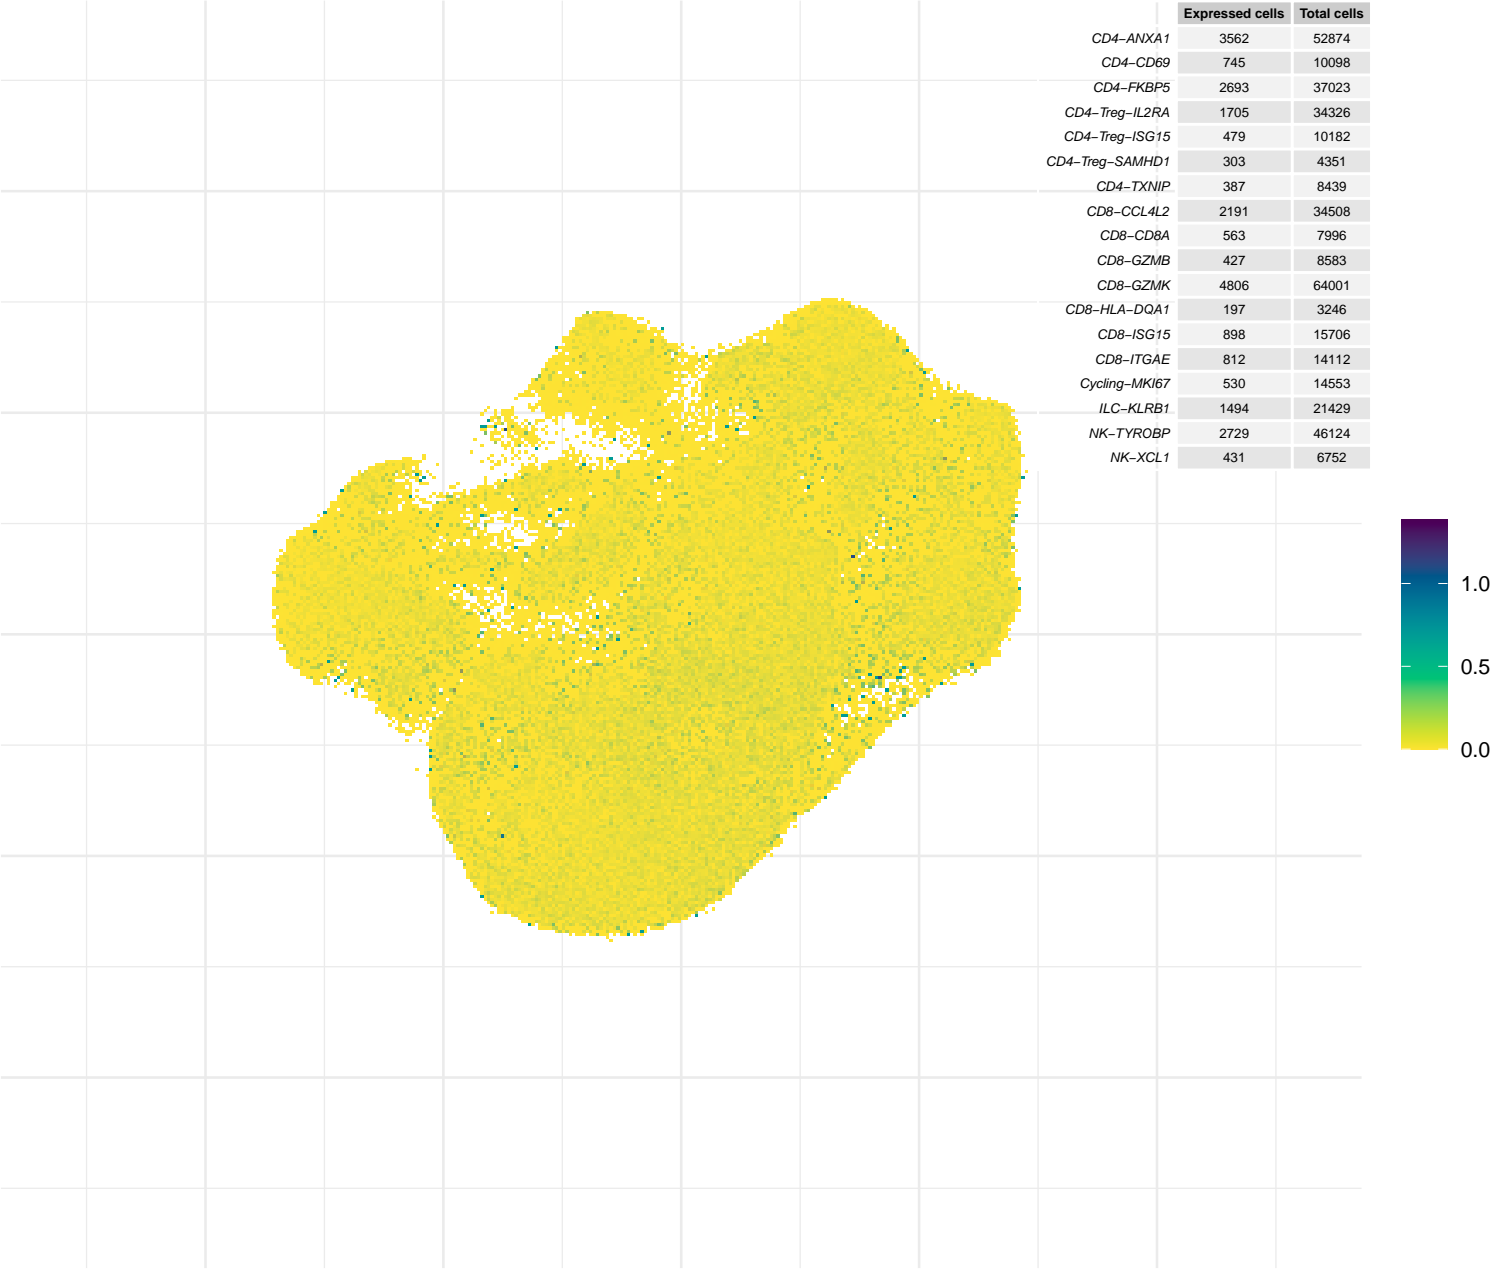 Expressed cells Total cells
CD4−ANXA1 3562 52874
CD4−CD69 745 10098
CD4−FKBP5 2693 37023
CD4−Treg−IL2RA 1705 34326
CD4−Treg−ISG15 479 10182
CD4−Treg−SAMHD1 303 4351
CD4−TXNIP 387 8439
CD8−CCL4L2 2191 34508
CD8−CD8A 563 7996
CD8−GZMB 427 8583
CD8−GZMK 4806 64001
CD8−HLA−DQA1 197 3246
CD8−ISG15 898 15706
CD8−ITGAE 812 14112
Cycling−MKI67 530 14553
ILC−KLRB1 1494 21429
NK−TYROBP 2729 46124
NK−XCL1 431 6752
1.0
0.5
0.0